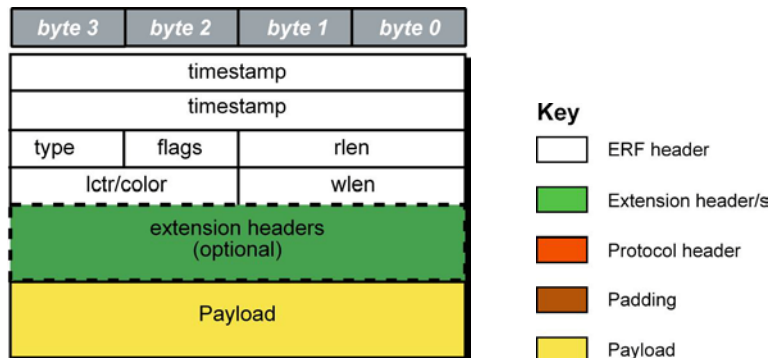 byte 3 byte 2 byte 1 byte 0
timestamp
timestamp
type flags rlen
lctr/color wlen
extension headers
(optional)
Payload
Key
ERF header
Extension header/s
Protocol header
Padding
Payload